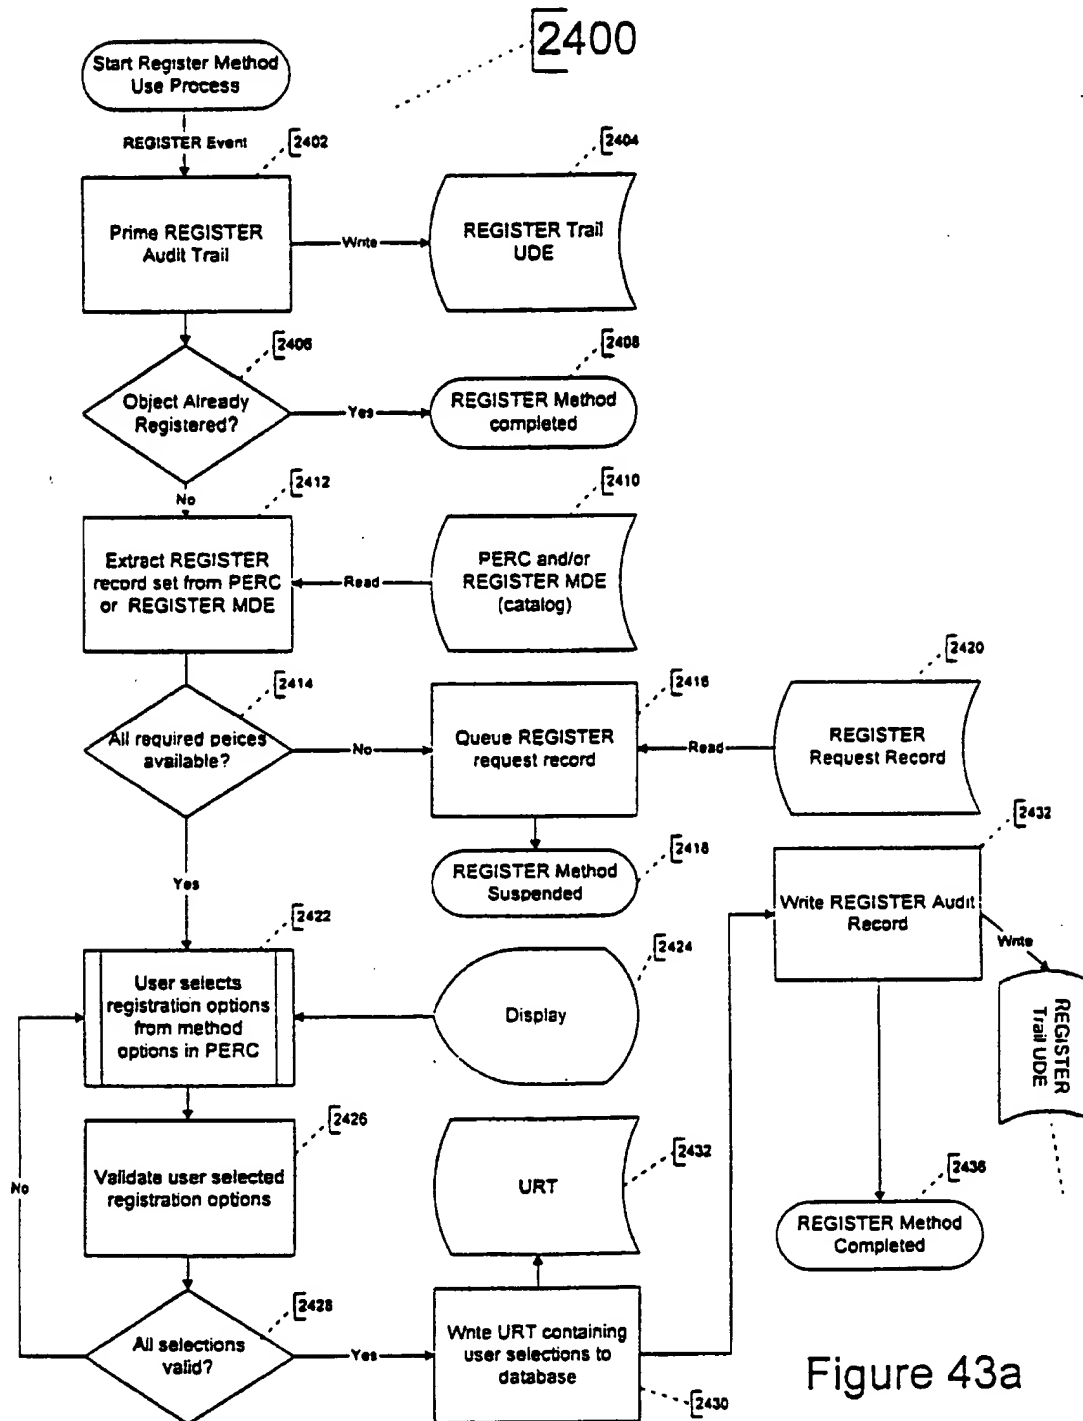 2400
Start Register Method
Use Process
REGISTER Event
2402
2404
Prime REGISTER
Audit Trail
Write
REGISTER Trail
UDE
2406
2408
Object Already
Registered?
Yes
REGISTER Method
completed
No
2412
2410
Extract REGISTER
record set from PERC
or REGISTER MDE
Read
PERC and/or
REGISTER MDE
(catalog)
2414
2416
2420
All required peices
available?
No
Queue REGISTER
request record
Read
REGISTER
Request Record
2418
REGISTER Method
Suspended
2432
Write REGISTER Audit
Record
Write
REGISTER
Trail UDE
Yes
2422
2424
User selects
registration options
from method
options in PERC
Display
2426
2432
Validate user selected
registration options
URT
No
2436
REGISTER Method
Completed
2428
All selections
valid?
Yes
Write URT containing
user selections to
database
2430
Figure 43a